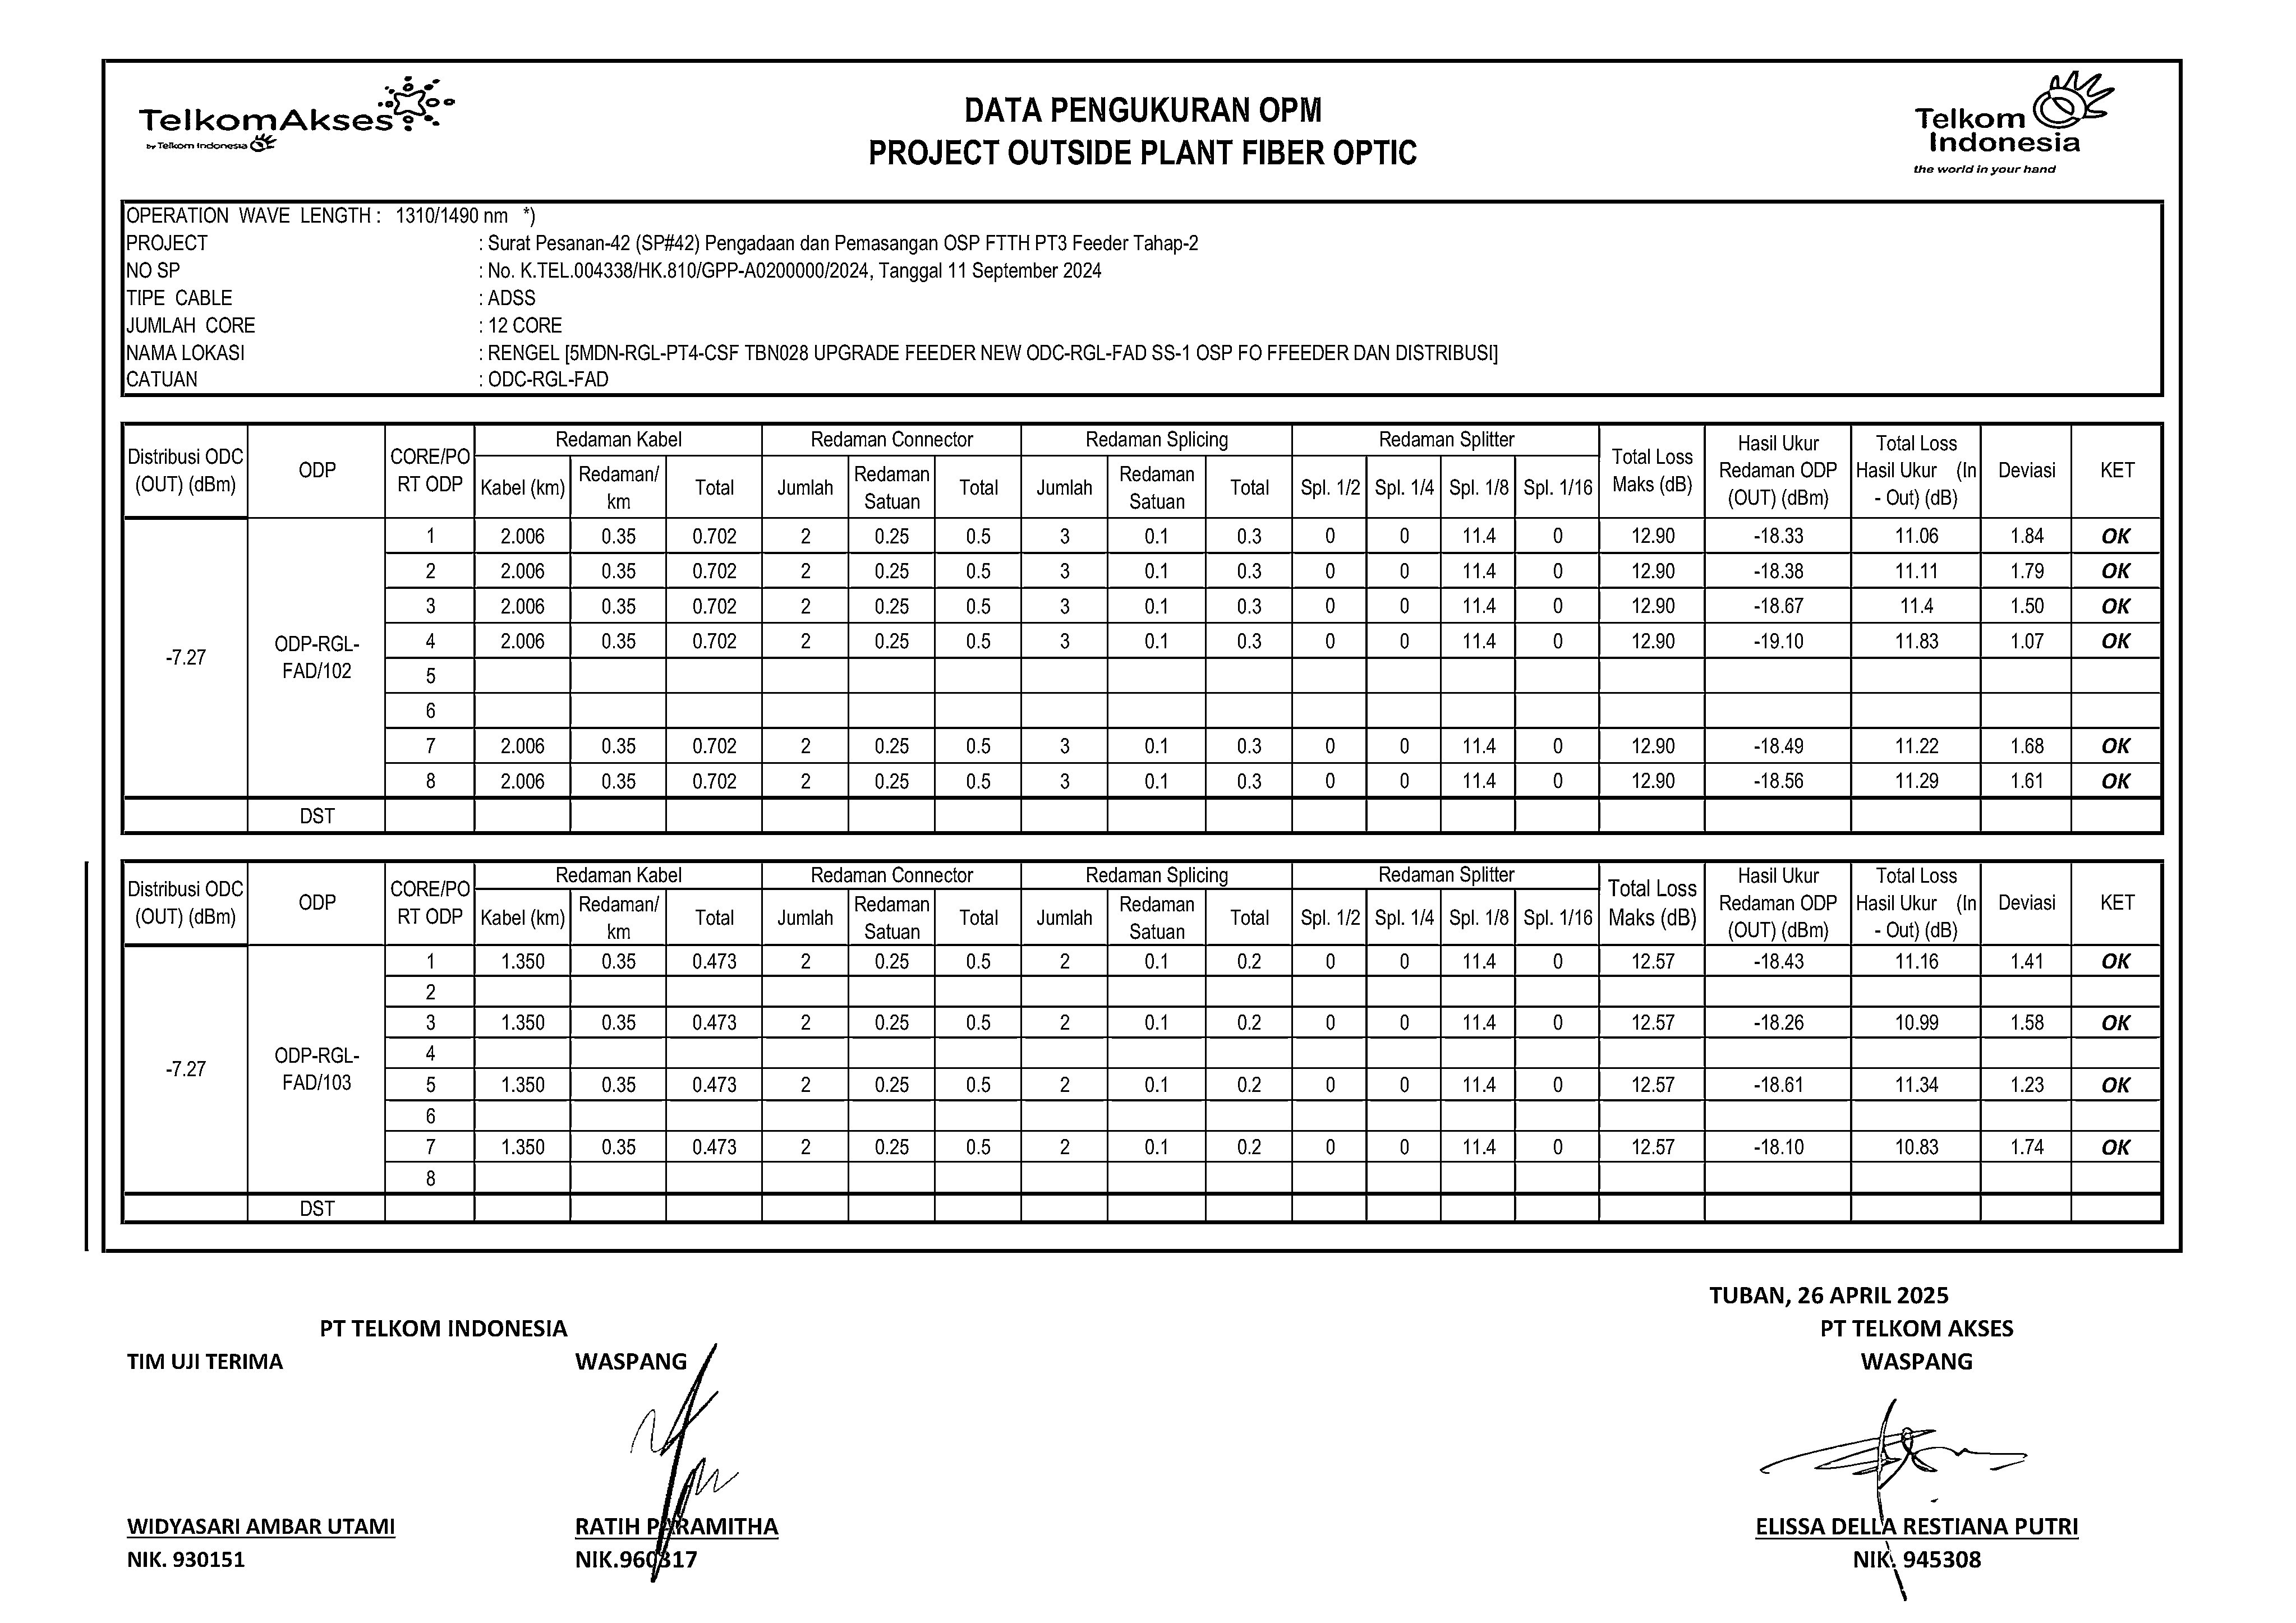 TelkomAkses
by Telkom Indonesia
DATA PENGUKURAN OPM
PROJECT OUTSIDE PLANT FIBER OPTIC
Telkom
Indonesia
the world in your hand
OPERATION WAVE LENGTH : 1310/1490 nm *)
PROJECT : Surat Pesanan-42 (SP#42) Pengadaan dan Pemasangan OSP FTTH PT3 Feeder Tahap-2
NO SP : No. K.TEL.004338/HK.810/GPP-A0200000/2024, Tanggal 11 September 2024
TIPE CABLE : ADSS
JUMLAH CORE : 12 CORE
NAMA LOKASI : RENGEL [5MDN-RGL-PT4-CSF TBN028 UPGRADE FEEDER NEW ODC-RGL-FAD SS-1 OSP FO FFEEDER DAN DISTRIBUSI]
CATUAN : ODC-RGL-FAD
Distribusi ODC (OUT) (dBm) ODP CORE/PO RT ODP Redaman Kabel Redaman Connector Redaman Splicing Redaman Splitter Total Loss Maks (dB) Hasil Ukur Redaman ODP (OUT) (dBm) Total Loss Hasil Ukur (In - Out) (dB) Deviasi KET
Kabel (km) Redaman/ km Total Jumlah Redaman Satuan Total Jumlah Redaman Satuan Total Spl. 1/2 Spl. 1/4 Spl. 1/8 Spl. 1/16
-7.27 ODP-RGL-FAD/102
1 2.006 0.35 0.702 2 0.25 0.5 3 0.1 0.3 0 0 11.4 0 12.90 -18.33 11.06 1.84 OK
2 2.006 0.35 0.702 2 0.25 0.5 3 0.1 0.3 0 0 11.4 0 12.90 -18.38 11.11 1.79 OK
3 2.006 0.35 0.702 2 0.25 0.5 3 0.1 0.3 0 0 11.4 0 12.90 -18.67 11.4 1.50 OK
4 2.006 0.35 0.702 2 0.25 0.5 3 0.1 0.3 0 0 11.4 0 12.90 -19.10 11.83 1.07 OK
5
6
7 2.006 0.35 0.702 2 0.25 0.5 3 0.1 0.3 0 0 11.4 0 12.90 -18.49 11.22 1.68 OK
8 2.006 0.35 0.702 2 0.25 0.5 3 0.1 0.3 0 0 11.4 0 12.90 -18.56 11.29 1.61 OK
DST
Distribusi ODC (OUT) (dBm) ODP CORE/PO RT ODP Redaman Kabel Redaman Connector Redaman Splicing Redaman Splitter Total Loss Maks (dB) Hasil Ukur Redaman ODP (OUT) (dBm) Total Loss Hasil Ukur (In - Out) (dB) Deviasi KET
Kabel (km) Redaman/ km Total Jumlah Redaman Satuan Total Jumlah Redaman Satuan Total Spl. 1/2 Spl. 1/4 Spl. 1/8 Spl. 1/16
-7.27 ODP-RGL-FAD/103
1 1.350 0.35 0.473 2 0.25 0.5 2 0.1 0.2 0 0 11.4 0 12.57 -18.43 11.16 1.41 OK
2
3 1.350 0.35 0.473 2 0.25 0.5 2 0.1 0.2 0 0 11.4 0 12.57 -18.26 10.99 1.58 OK
4
5 1.350 0.35 0.473 2 0.25 0.5 2 0.1 0.2 0 0 11.4 0 12.57 -18.61 11.34 1.23 OK
6
7 1.350 0.35 0.473 2 0.25 0.5 2 0.1 0.2 0 0 11.4 0 12.57 -18.10 10.83 1.74 OK
8
DST
TUBAN, 26 APRIL 2025
PT TELKOM INDONESIA PT TELKOM AKSES
TIM UJI TERIMA WASPANG WASPANG
WIDYASARI AMBAR UTAMI RATIH PARAMITHA ELISSA DELLA RESTIANA PUTRI
NIK. 930151 NIK.960317 NIK. 945308